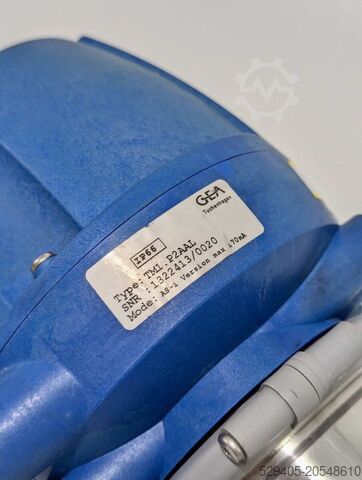 GEA
Tuchenhagen
IP66
Type: TM1. P2AAL
SNR :1322413/0020
Mode: AS-i Version max 170mA
529405-20548610